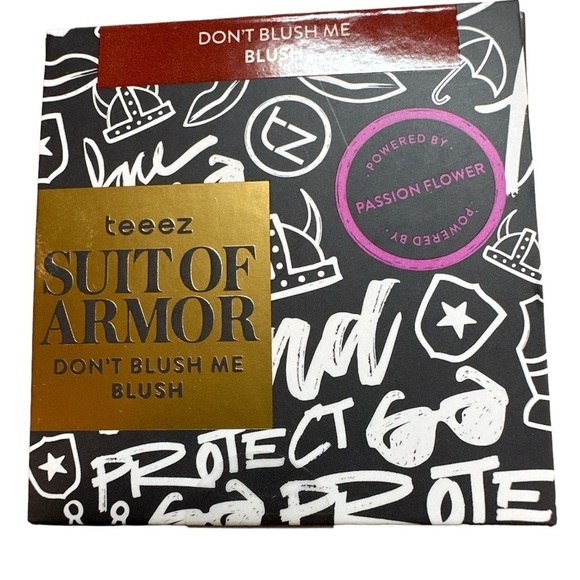 DON'T BLUSH ME
BLUSH
POWERED BY
PASSION FLOWER
POWERED BY
teeez
SUIT OF
ARMOR
DON'T BLUSH ME
BLUSH
nd
PROTECT
PROTE